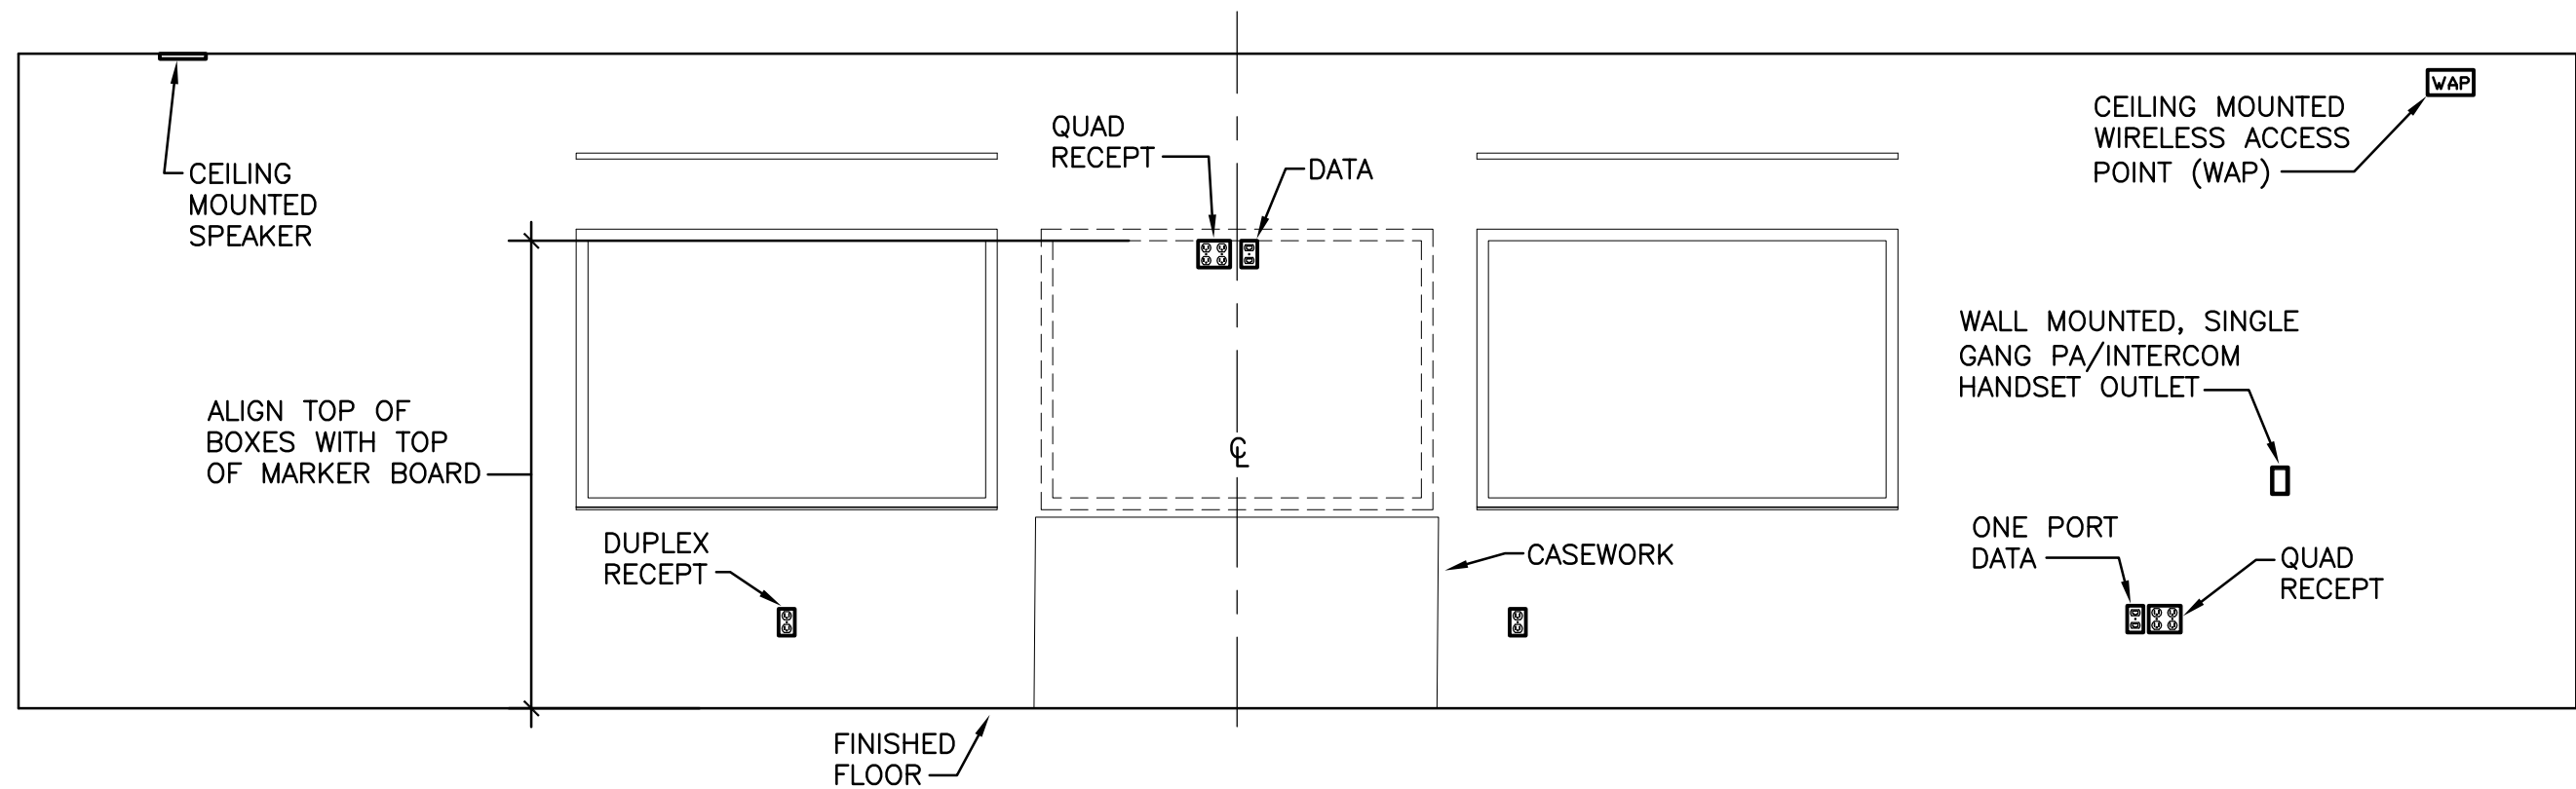 WAP
CEILING MOUNTED
WIRELESS ACCESS
POINT (WAP)
QUAD
RECEPT
DATA
CEILING
MOUNTED
SPEAKER
WALL MOUNTED, SINGLE
GANG PA/INTERCOM
HANDSET OUTLET
ALIGN TOP OF
BOXES WITH TOP
OF MARKER BOARD
℄
DUPLEX
RECEPT
CASEWORK
ONE PORT
DATA
QUAD
RECEPT
FINISHED
FLOOR